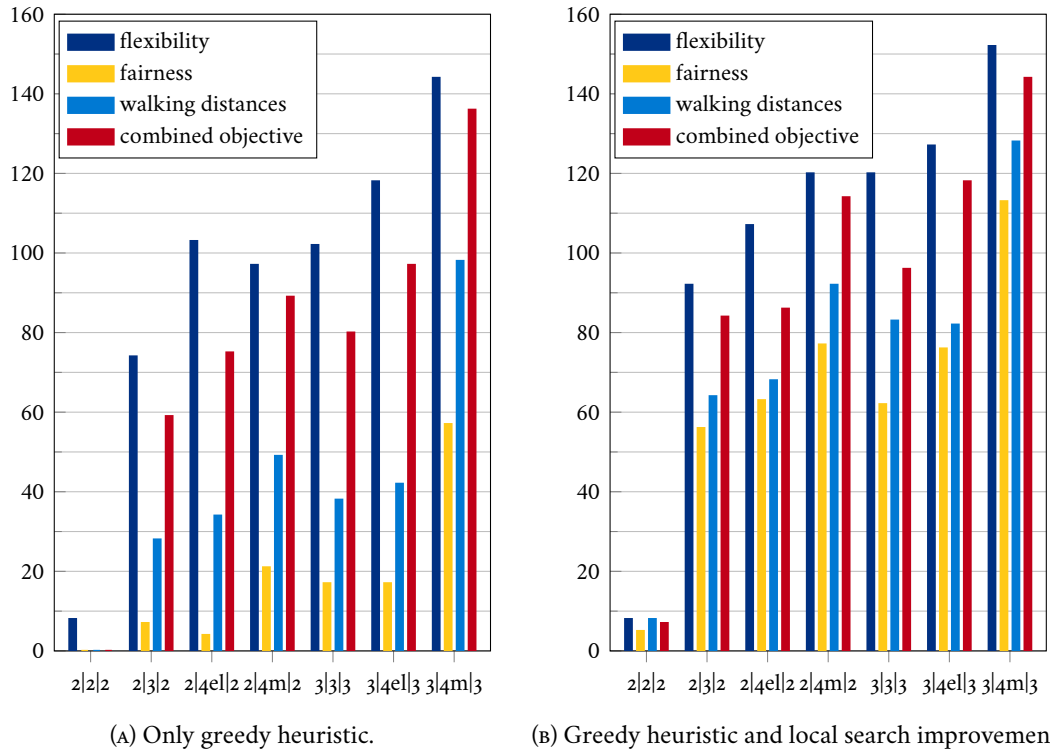 160
140
120
100
80
60
40
20
0
flexibility
fairness
walking distances
combined objective
2|2|2 2|3|2 2|4el|2 2|4m|2 3|3|3 3|4el|3 3|4m|3
(A) Only greedy heuristic.
160
140
120
100
80
60
40
20
0
flexibility
fairness
walking distances
combined objective
2|2|2 2|3|2 2|4el|2 2|4m|2 3|3|3 3|4el|3 3|4m|3
(B) Greedy heuristic and local search improvemen